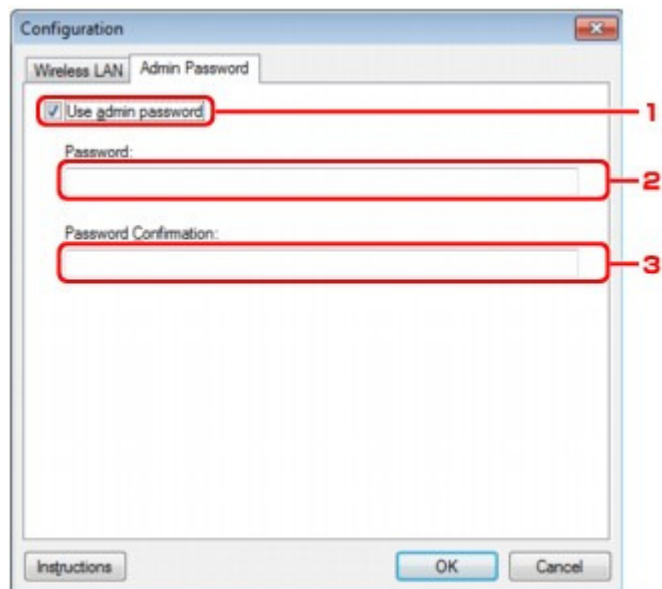 Configuration
Wireless LAN Admin Password
Use admin password 1
Password:
2
Password Confirmation:
3
Instructions OK Cancel